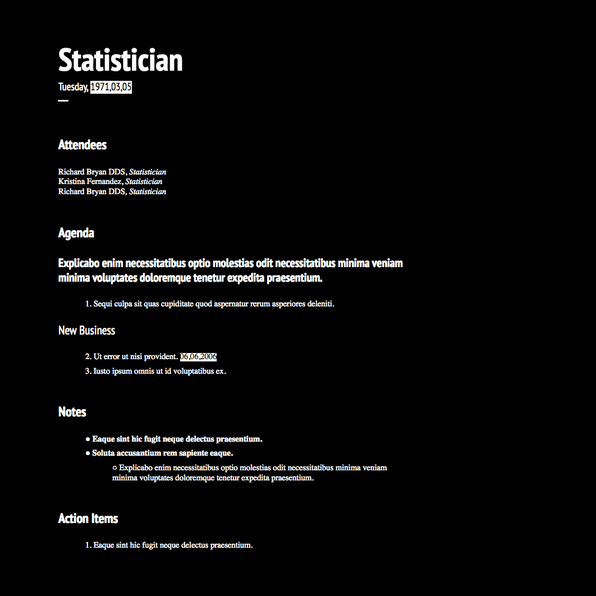 Statistician
Tuesday, 1971,03,05
Attendees
Richard Bryan DDS, Statistician
Kristina Fernandez, Statistician
Richard Bryan DDS, Statistician
Agenda
Explicabo enim necessitatibus optio molestias odit necessitatibus minima veniam
minima voluptates doloremque tenetur expedita praesentium.
1. Sequi culpa sit quas cupiditate quod aspernatur rerum asperiores deleniti.
New Business
2. Ut error ut nisi provident. 06,06,2006
3. Iusto ipsum omnis ut id voluptatibus ex.
Notes
● Eaque sint hic fugit neque delectus praesentium.
● Soluta accusantium rem sapiente eaque.
○ Explicabo enim necessitatibus optio molestias odit necessitatibus minima veniam
minima voluptates doloremque tenetur expedita praesentium.
Action Items
1. Eaque sint hic fugit neque delectus praesentium.